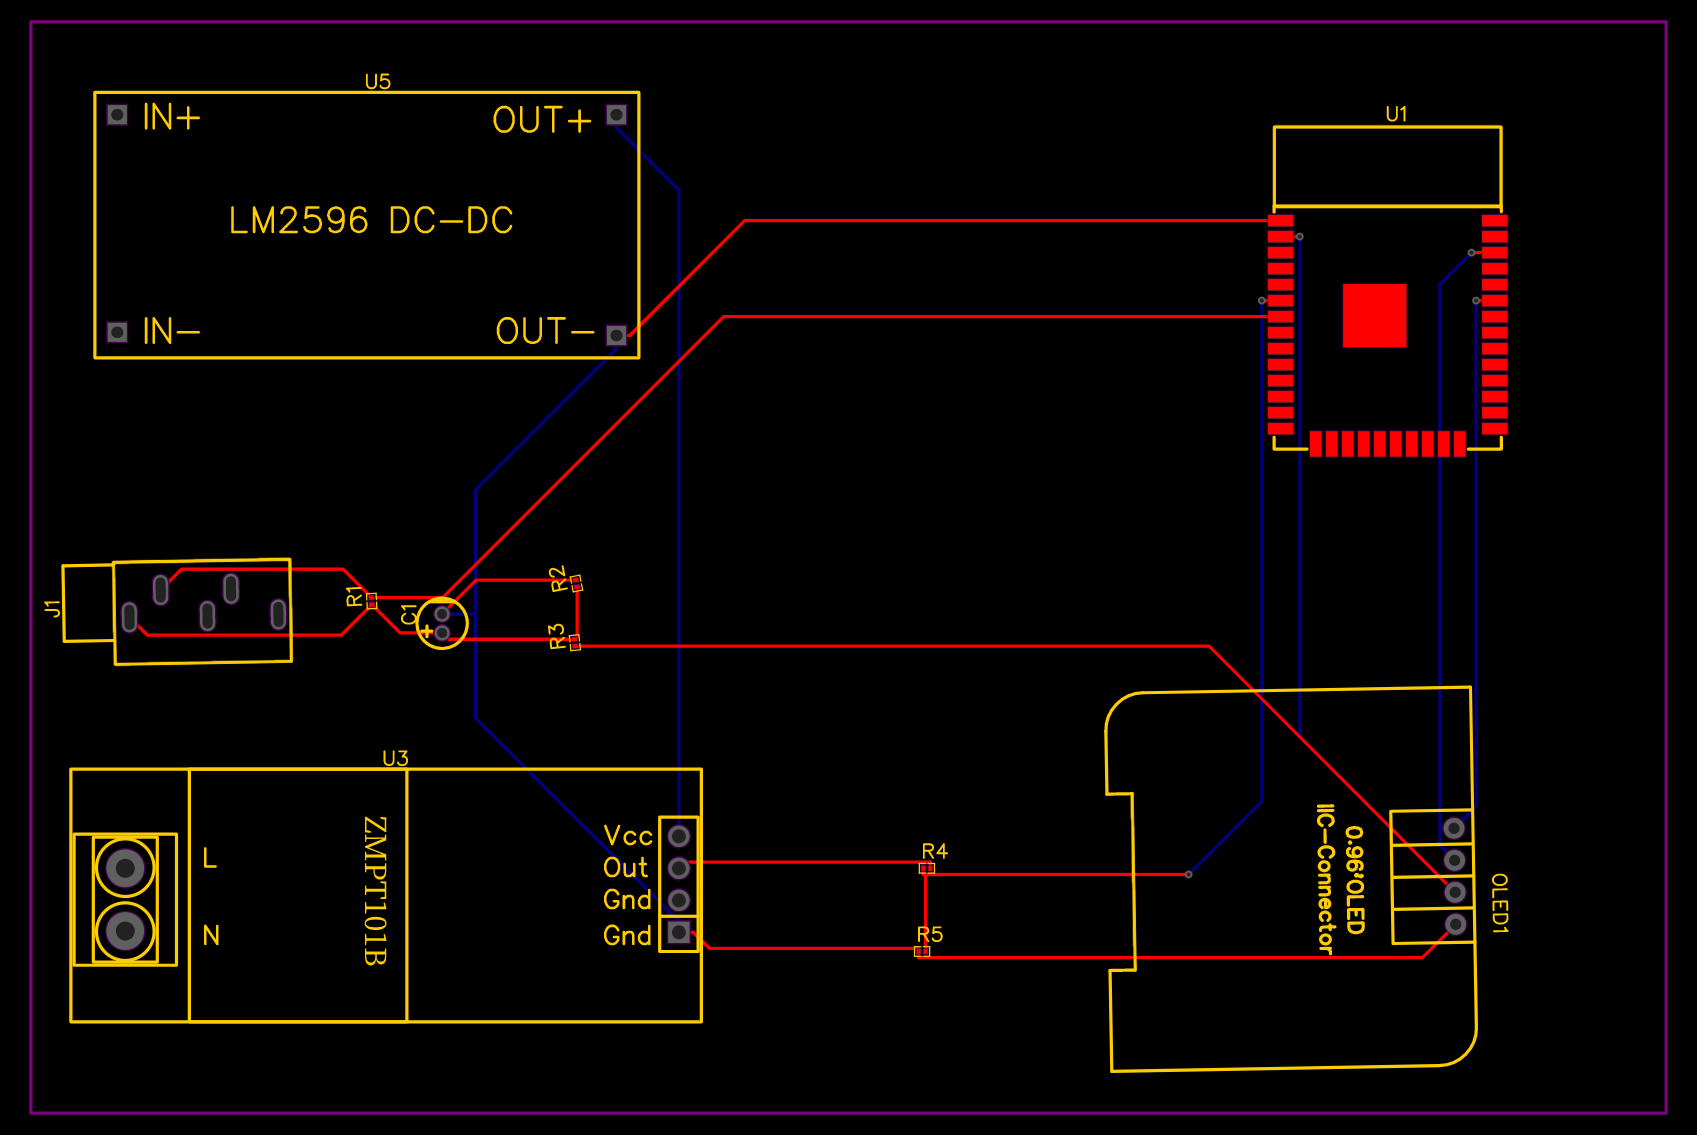 U5
IN+
OUT+
LM2596 DC-DC
IN-
OUT-
U1
J1
R1
C1
+
R2
R3
U3
L
N
ZMPT101B
Vcc
Out
Gnd
Gnd
R4
R5
IIC-Connector
0.96'OLED
OLED1